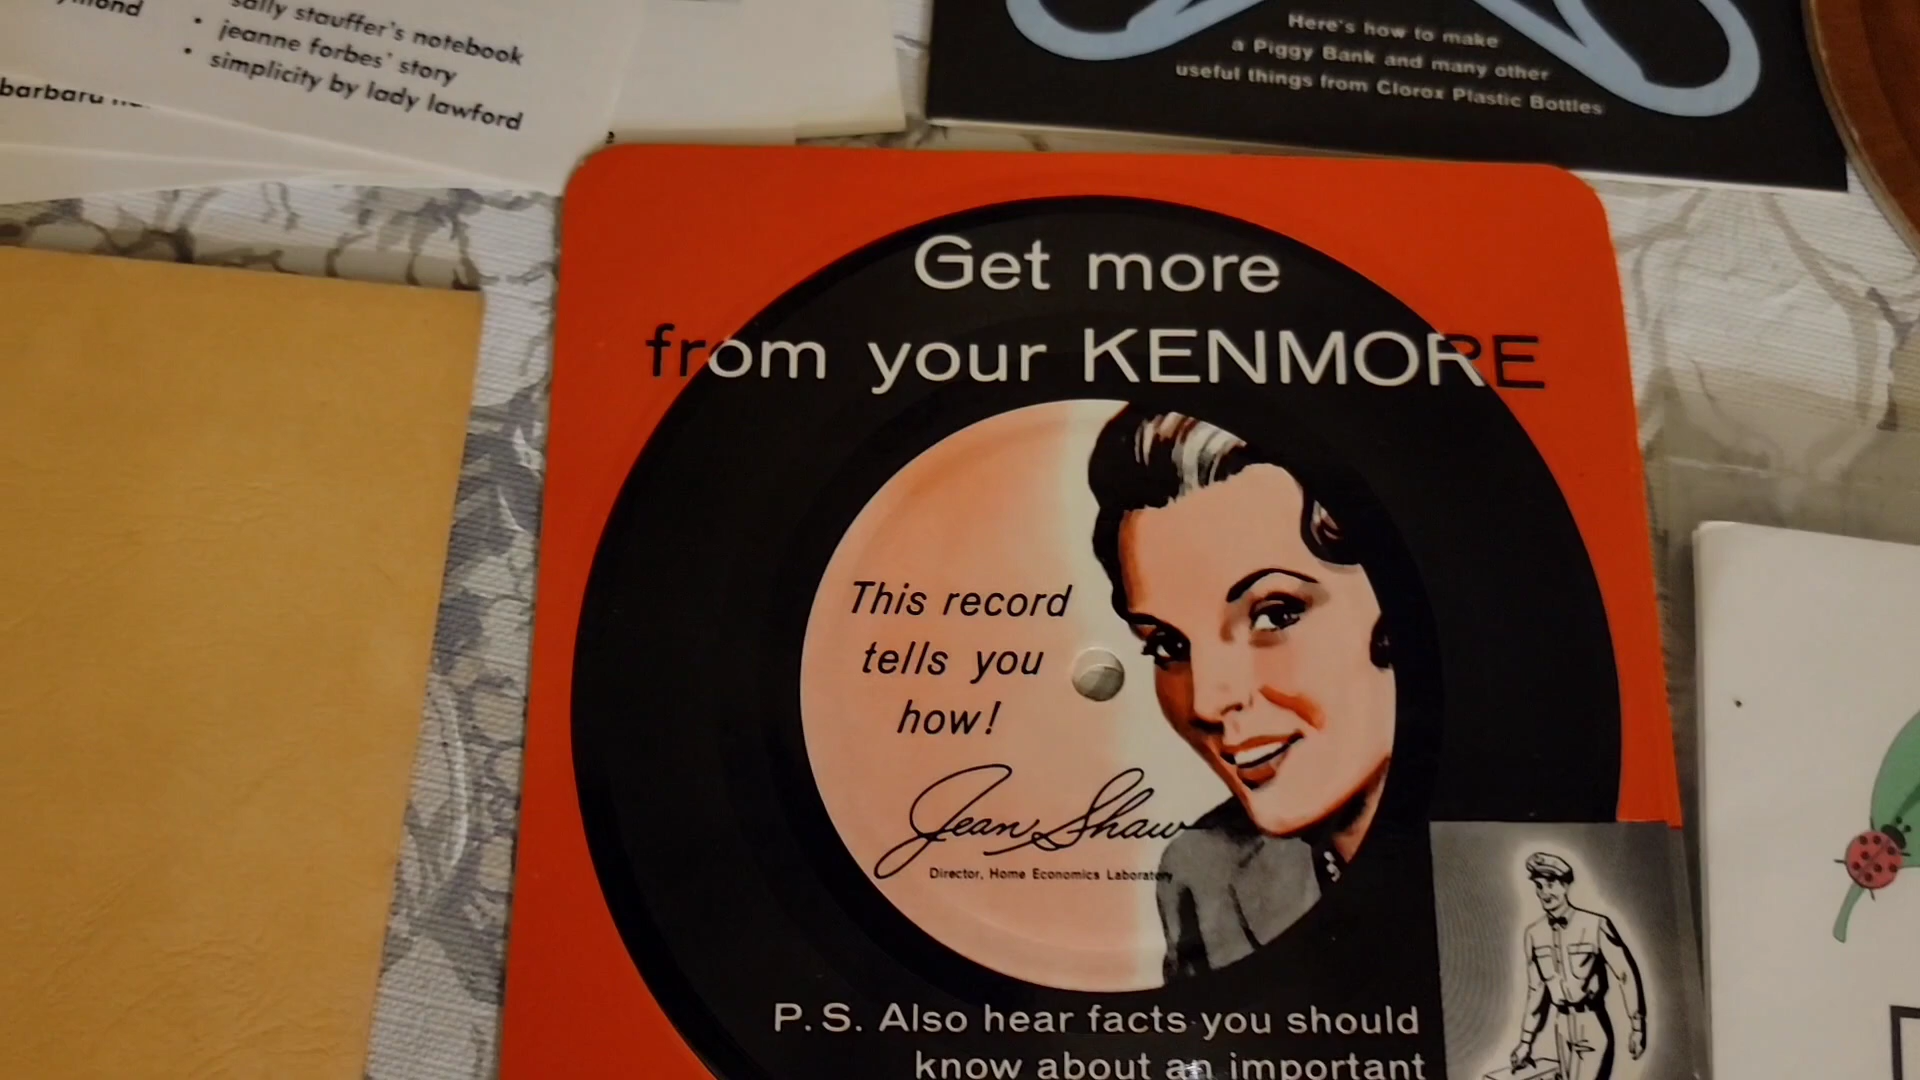 sally stauffer's notebook
jeanne forbes' story
simplicity by lady lawford
barbara
Here's how to make
a Piggy Bank and many other
useful things from Clorox Plastic Bottles
Get more
from your KENMORE
This record
tells you
how!
Jean Shaw
Director, Home Economics Laboratory
P.S. Also hear facts you should
know about an important